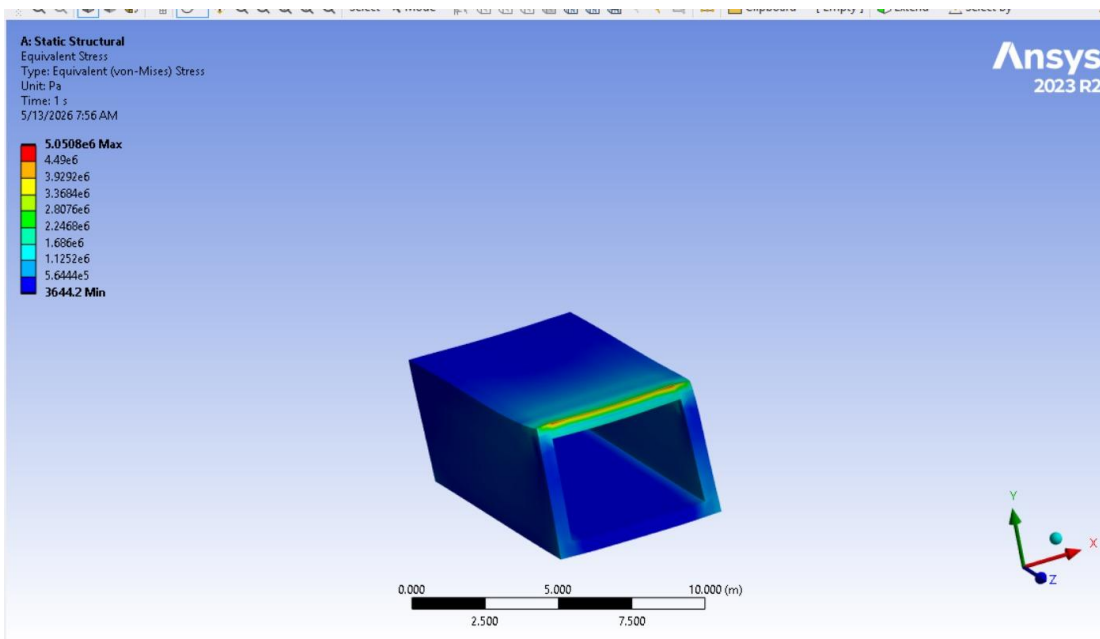 A: Static Structural
Equivalent Stress
Type: Equivalent (von-Mises) Stress
Unit: Pa
Time: 1 s
5/13/2026 7:56 AM
5.0508e6 Max
4.49e6
3.9292e6
3.3684e6
2.8076e6
2.2468e6
1.686e6
1.1252e6
5.6444e5
3644.2 Min
Ansys
2023 R2
0.000 5.000 10.000 (m)
2.500 7.500
Y
X
Z